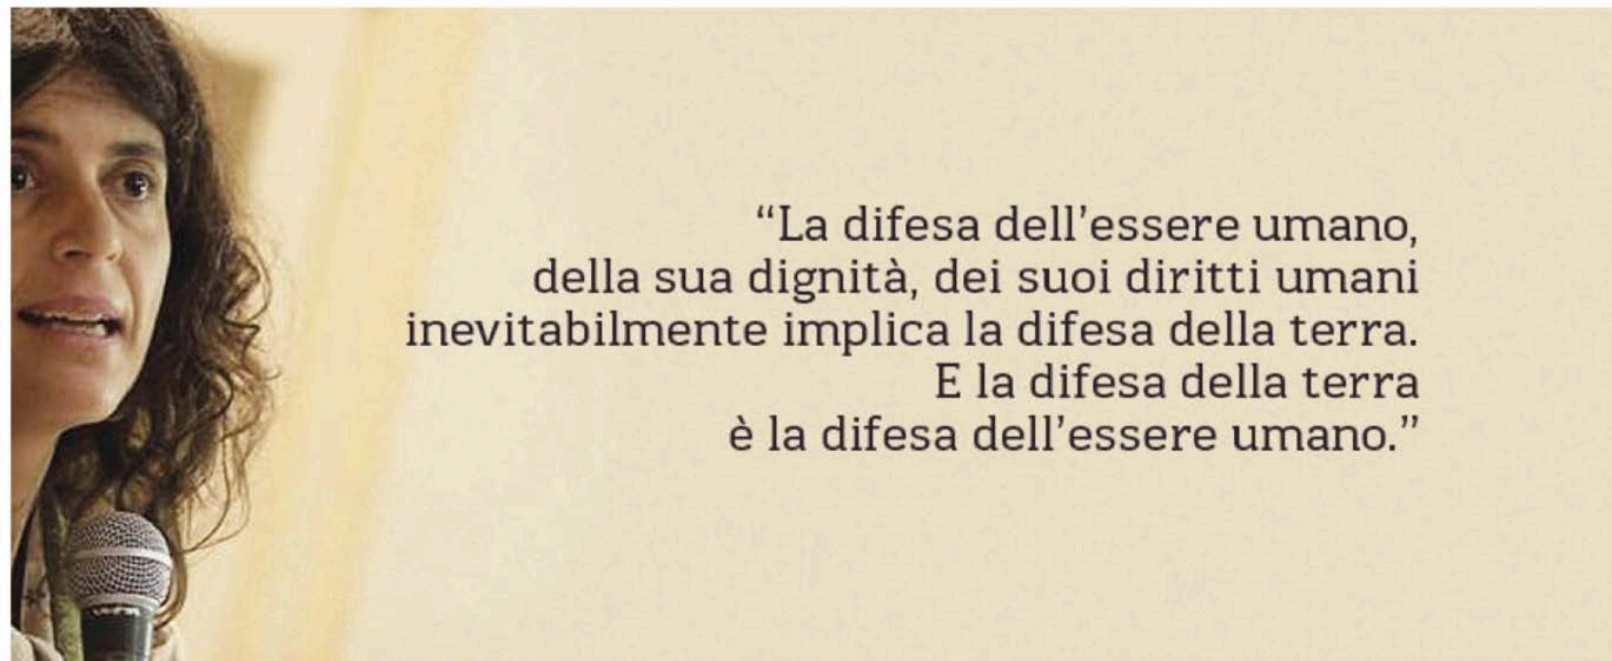 “La difesa dell’essere umano,
della sua dignità, dei suoi diritti umani
inevitabilmente implica la difesa della terra.
E la difesa della terra
è la difesa dell’essere umano.”